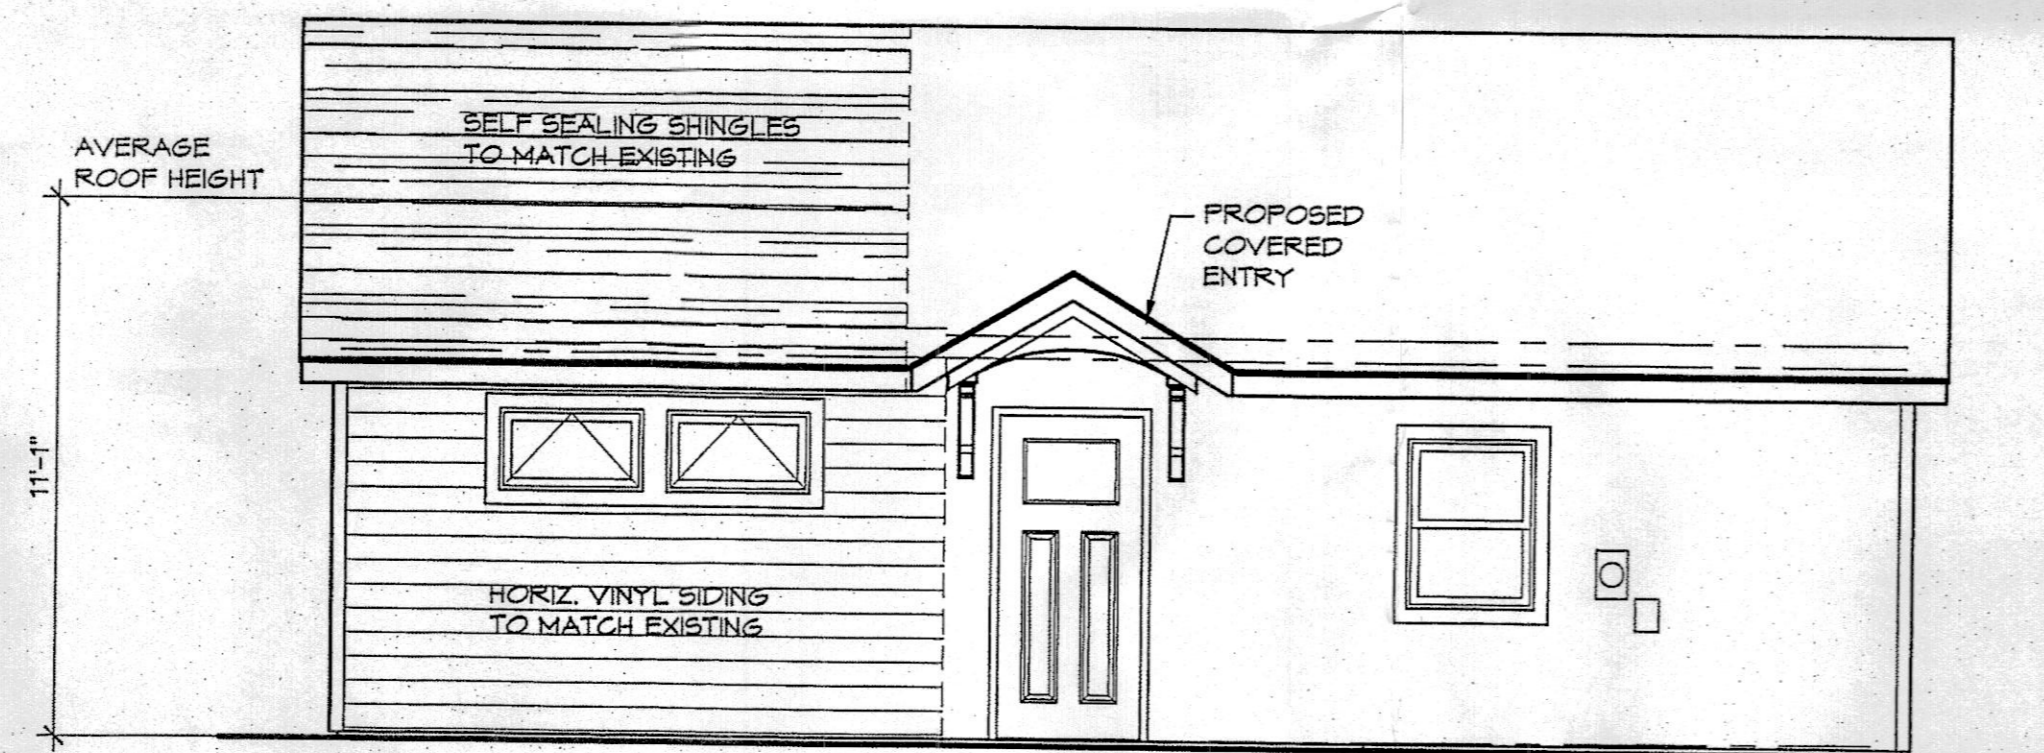 SELF SEALING SHINGLES
TO MATCH EXISTING
AVERAGE
ROOF HEIGHT
PROPOSED
COVERED
ENTRY
11'-1"
HORIZ. VINYL SIDING
TO MATCH EXISTING